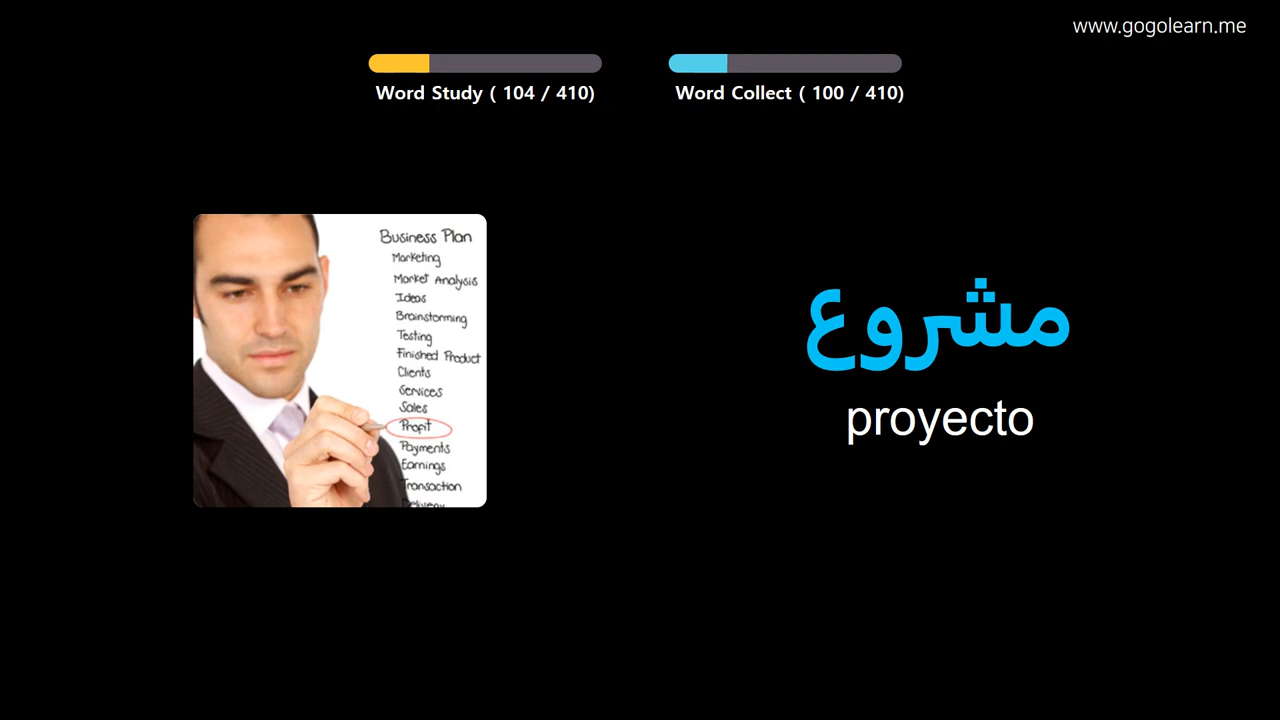 www.gogolearn.me
Word Study ( 104 / 410)
Word Collect ( 100 / 410)
Business Plan
Marketing
Market Analysis
Ideas
Brainstorming
Testing
Finished Product
Clients
Services
Sales
Profit
Payments
Earnings
Transaction
Delivery
مشروع
proyecto